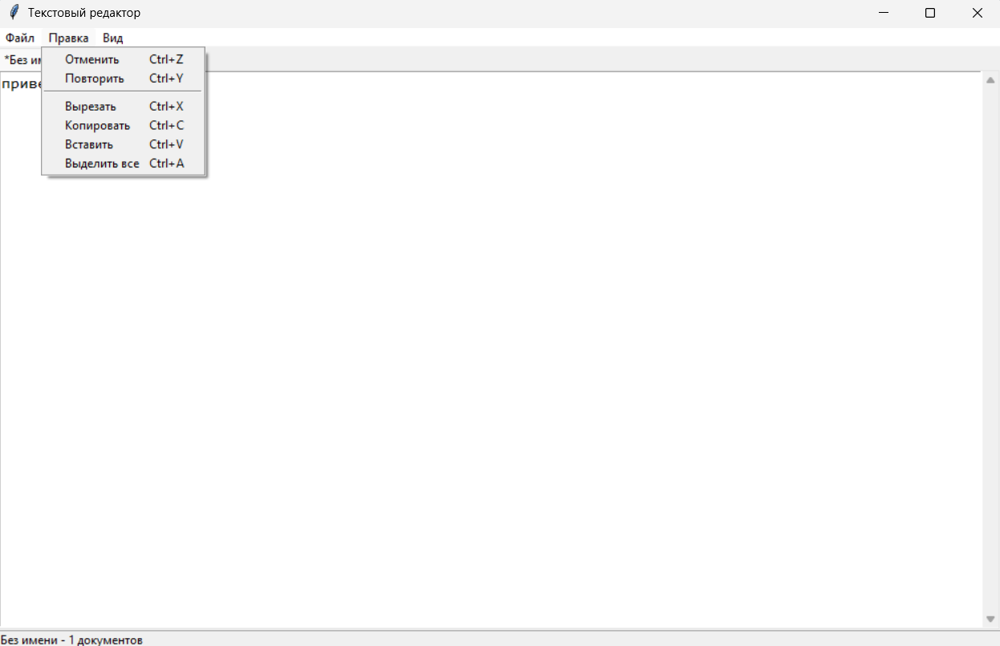 Текстовый редактор
Файл Правка Вид
*Без
Отменить Ctrl+Z
Повторить Ctrl+Y
Вырезать Ctrl+X
Копировать Ctrl+C
Вставить Ctrl+V
Выделить все Ctrl+A
Без имени - 1 документов